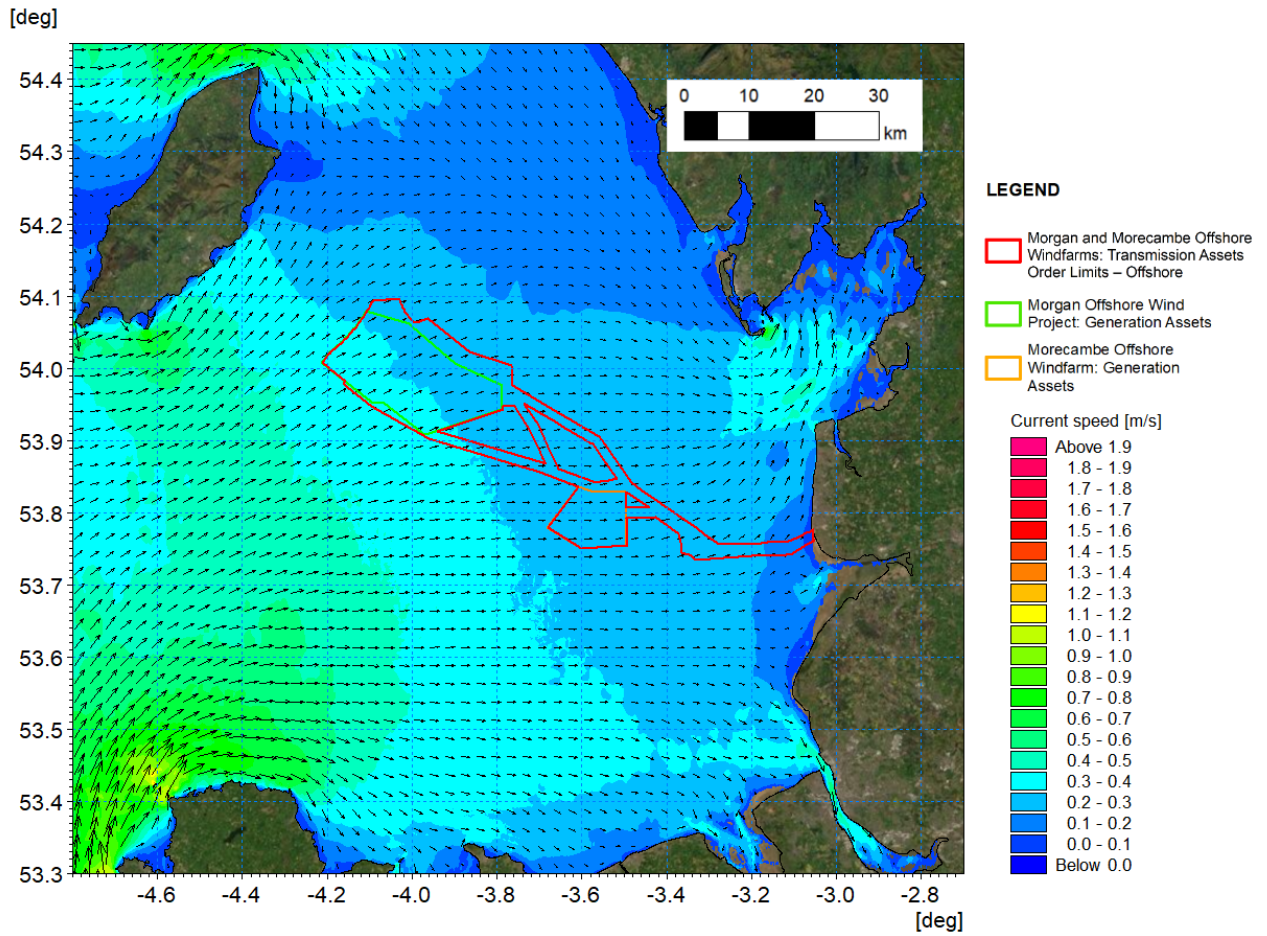 [deg]
54.4
54.3
54.2
54.1
54.0
53.9
53.8
53.7
53.6
53.5
53.4
53.3
0 10 20 30
km
-4.6 -4.4 -4.2 -4.0 -3.8 -3.6 -3.4 -3.2 -3.0 -2.8
[deg]
LEGEND
Morgan and Morecambe Offshore
Windfarms: Transmission Assets
Order Limits – Offshore
Morgan Offshore Wind
Project: Generation Assets
Morecambe Offshore
Windfarm: Generation
Assets
Current speed [m/s]
Above 1.9
1.8 - 1.9
1.7 - 1.8
1.6 - 1.7
1.5 - 1.6
1.4 - 1.5
1.3 - 1.4
1.2 - 1.3
1.1 - 1.2
1.0 - 1.1
0.9 - 1.0
0.8 - 0.9
0.7 - 0.8
0.6 - 0.7
0.5 - 0.6
0.4 - 0.5
0.3 - 0.4
0.2 - 0.3
0.1 - 0.2
0.0 - 0.1
Below 0.0